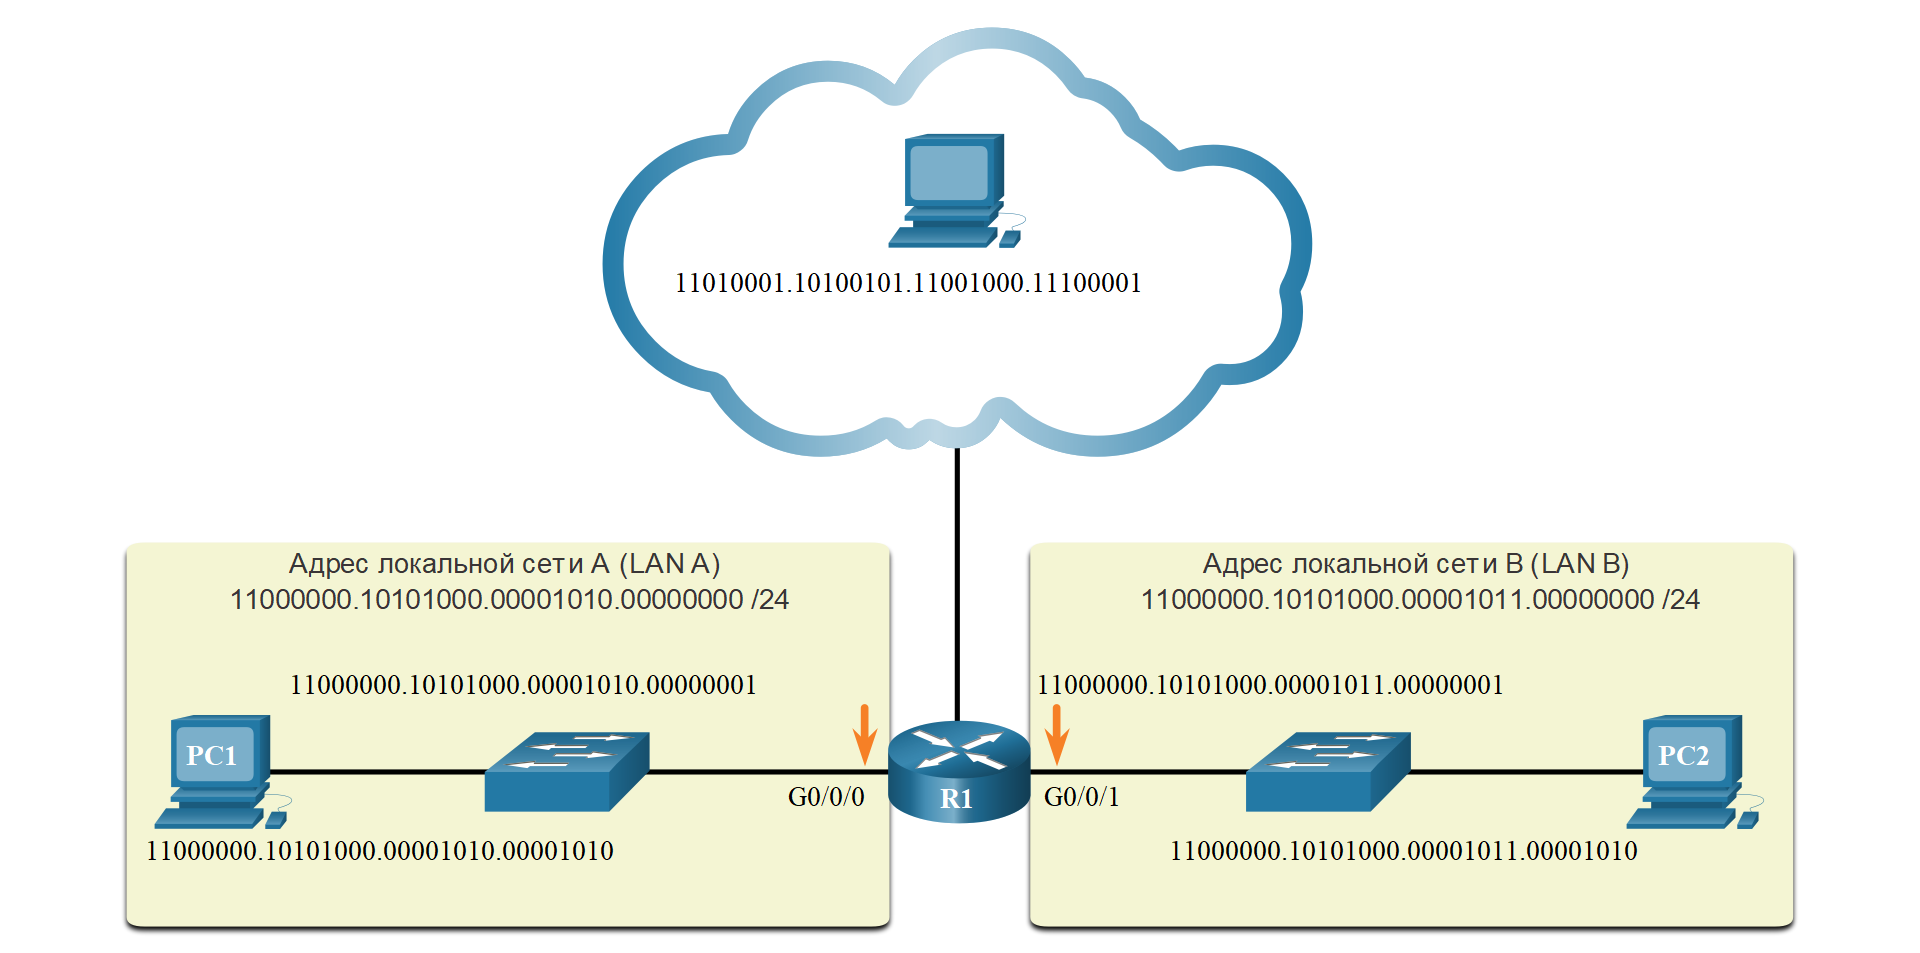 11010001.10100101.11001000.11100001
Адрес локальной сети A (LAN A)
11000000.10101000.00001010.00000000 /24
11000000.10101000.00001010.00000001
PC1
G0/0/0
11000000.10101000.00001010.00001010
R1
Адрес локальной сети B (LAN B)
11000000.10101000.00001011.00000000 /24
11000000.10101000.00001011.00000001
G0/0/1
PC2
11000000.10101000.00001011.00001010